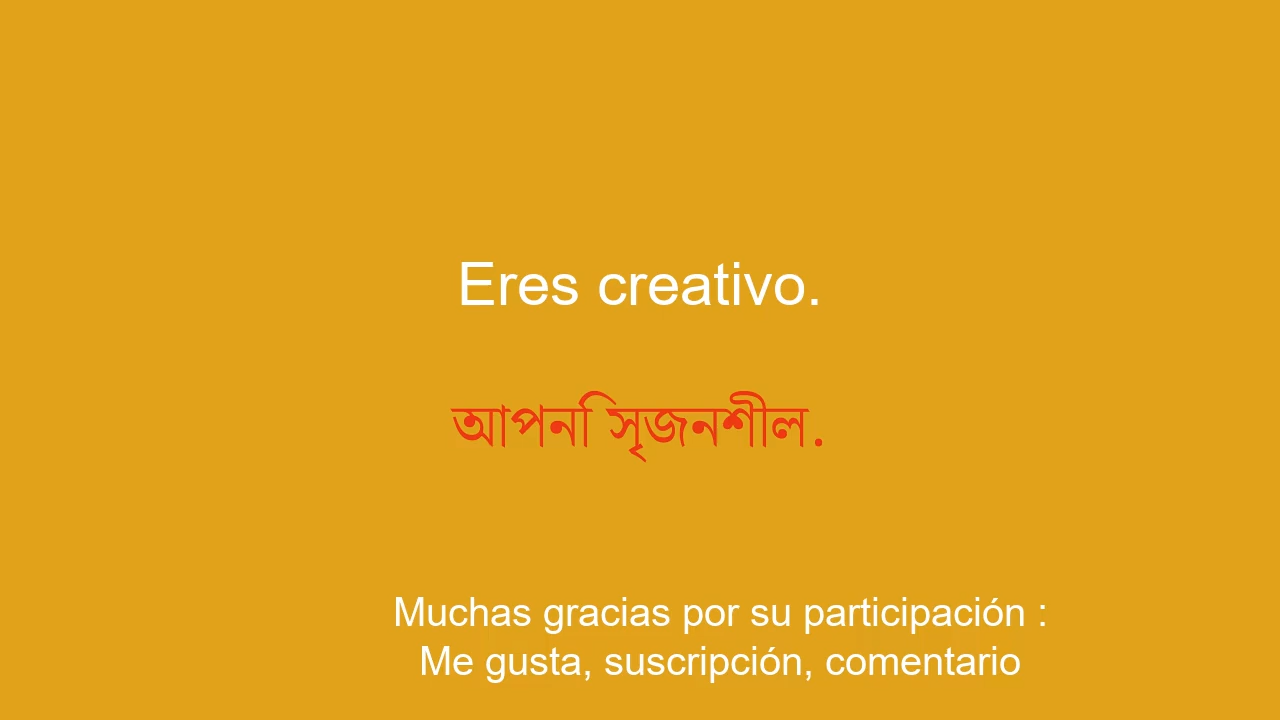 Eres creativo.
আপনি সৃজনশীল.
Muchas gracias por su participación :
Me gusta, suscripción, comentario